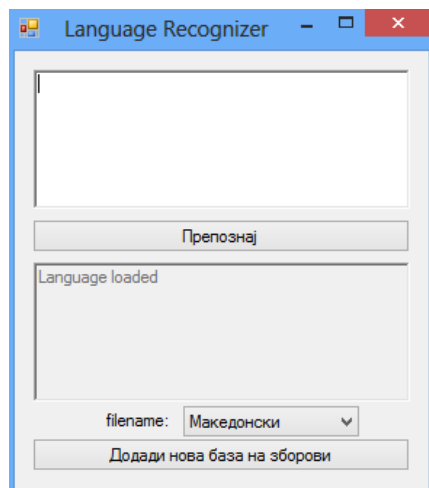 Language Recognizer
Препознај
Language loaded
filename: Македонски
Додади нова база на зборови